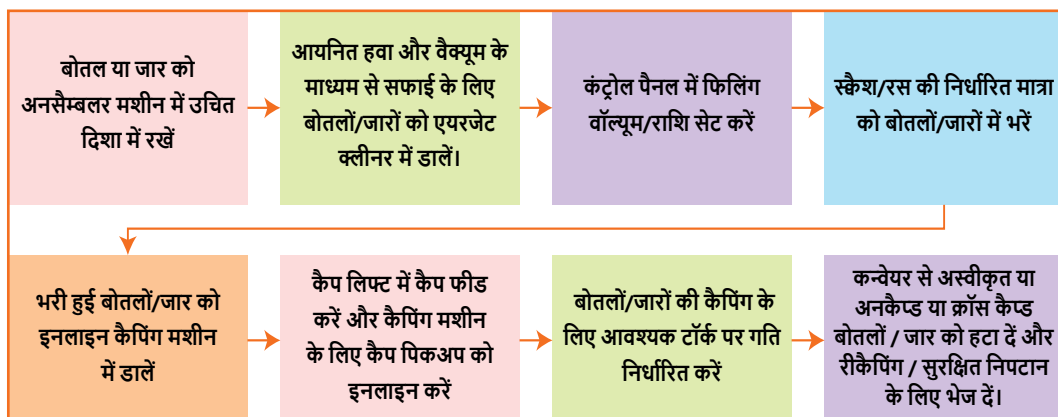 बोतल या जार को
अनसैम्बलर मशीन में उचित
दिशा में रखें
आयनित हवा और वैक्यूम के
माध्यम से सफाई के लिए
बोतलों/जारों को एयरजेट
क्लीनर में डालें।
कंट्रोल पैनल में फिलिंग
वॉल्यूम/राशि सेट करें
स्क्वैश/रस की निर्धारित मात्रा
को बोतलों/जारों में भरें
भरी हुई बोतलों/जार को
इनलाइन कैपिंग मशीन
में डालें
कैप लिफ्ट में कैप फीड
करें और कैपिंग मशीन
के लिए कैप पिकअप को
इनलाइन करें
बोतलों/जारों की कैपिंग के
लिए आवश्यक टॉर्क पर गति
निर्धारित करें
कन्वेयर से अस्वीकृत या
अनकैप्ड या क्रॉस कैप्ड
बोतलों / जार को हटा दें और
रीकैपिंग / सुरक्षित निपटान
के लिए भेज दें।